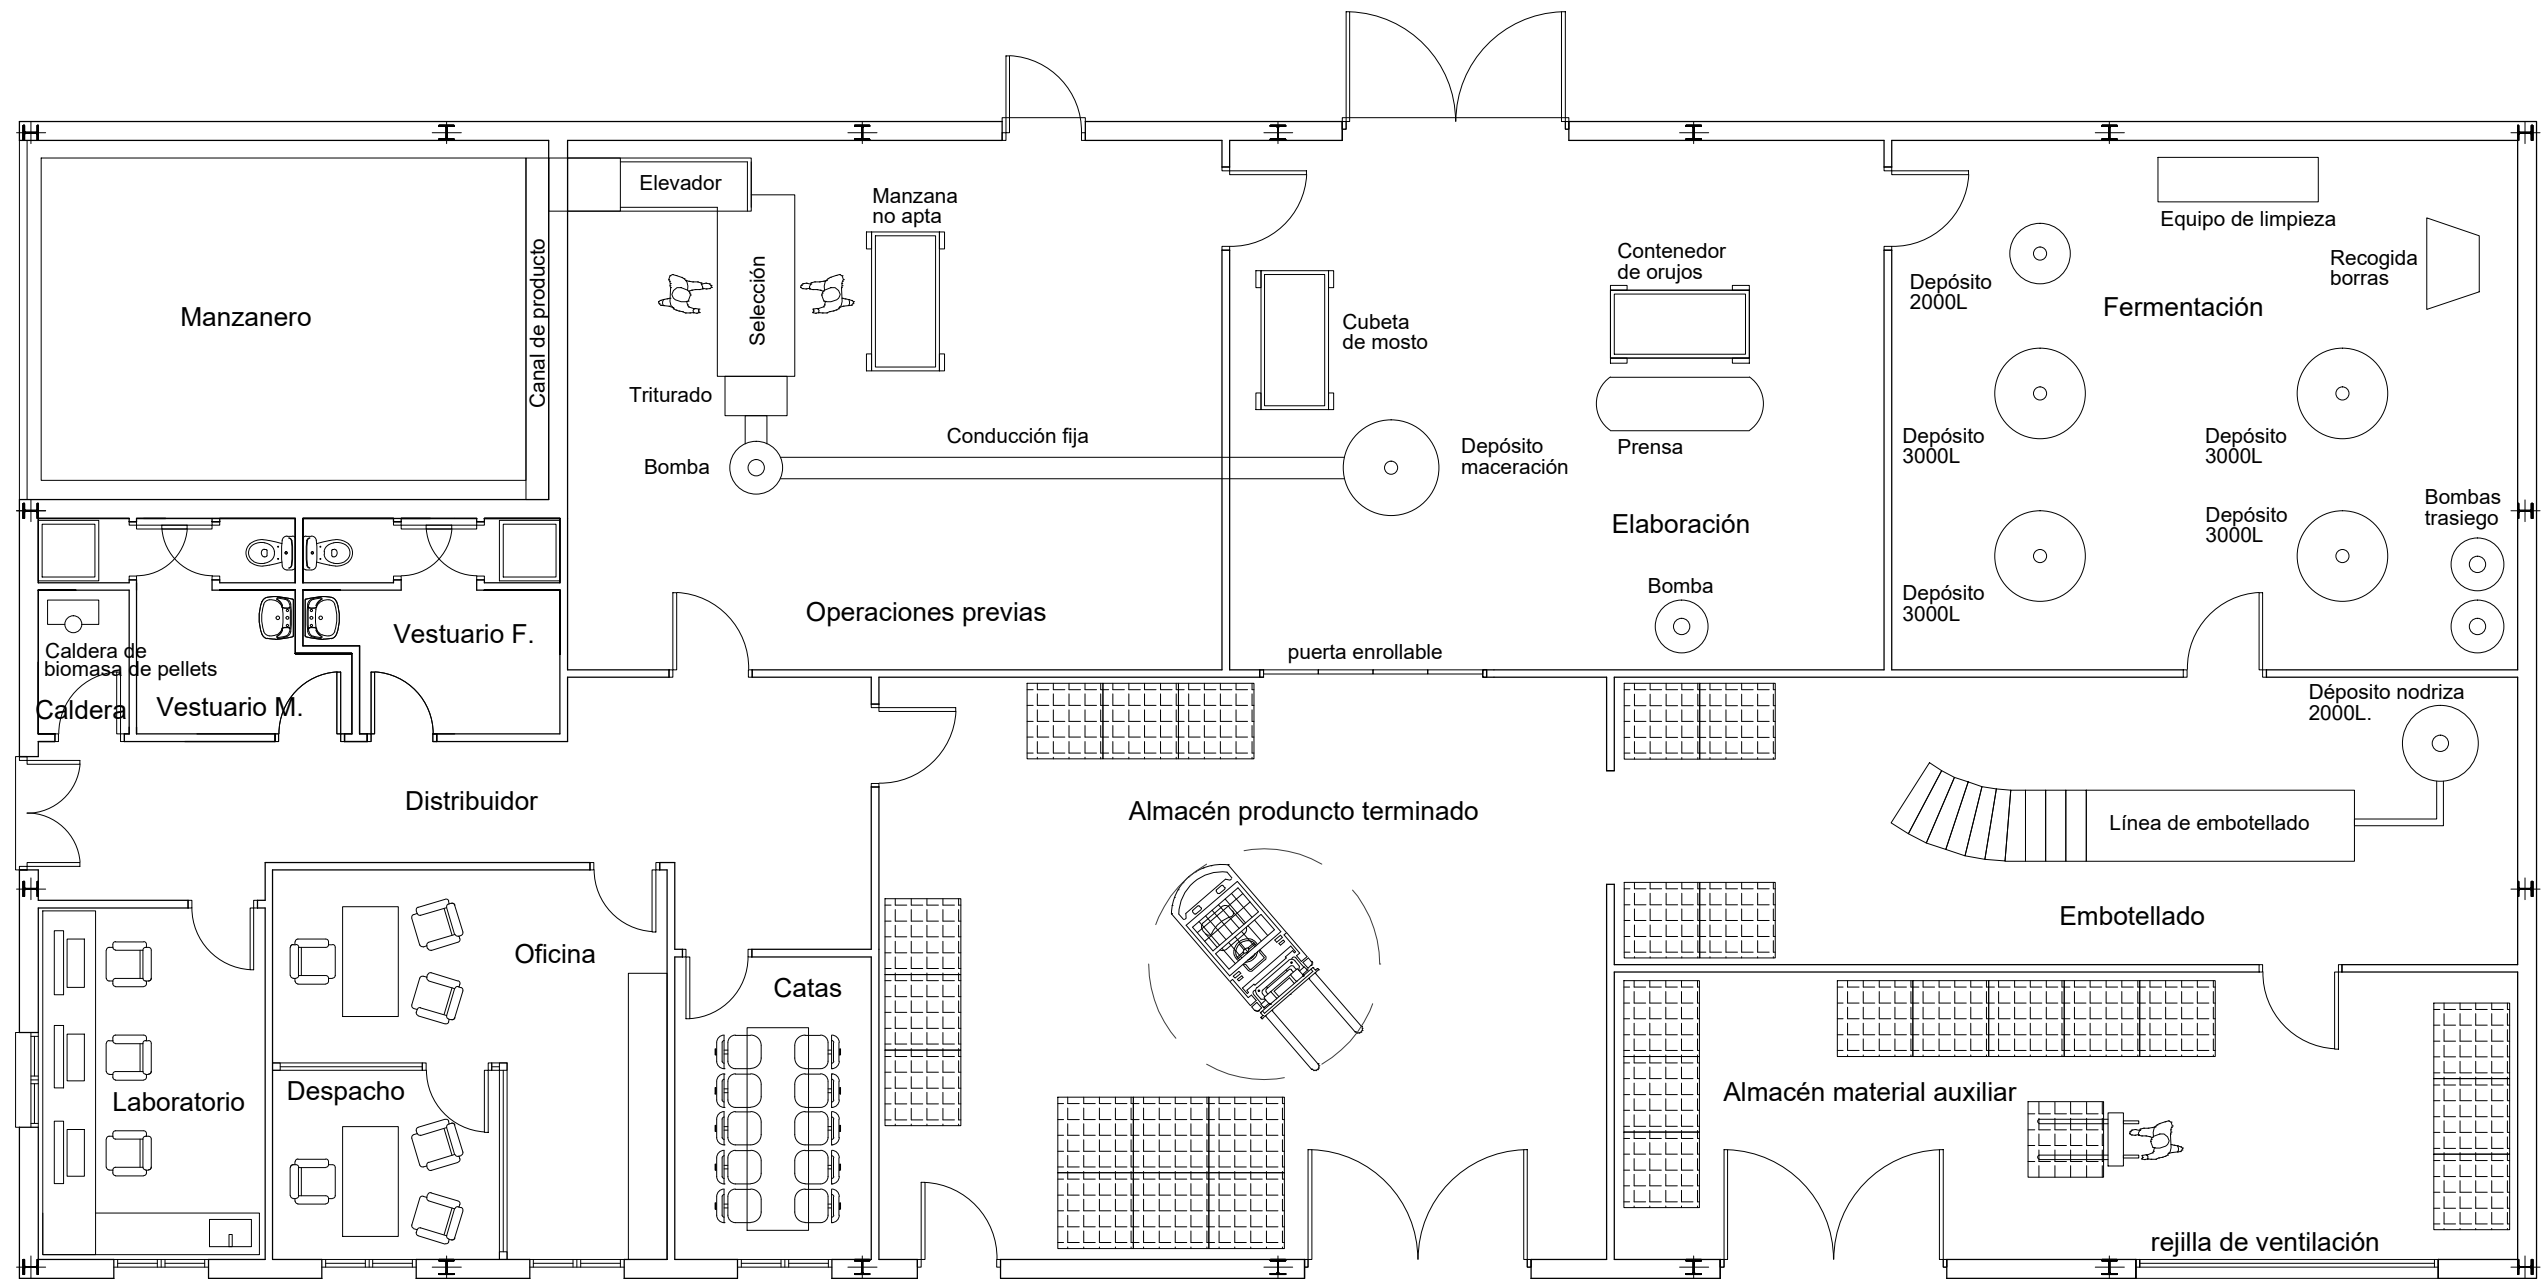 Elevador
Manzana
no apta
Canal de producto
Selección
Manzanero
Triturado
Bomba
Conducción fija
Operaciones previas
Cubeta
de mosto
Contenedor
de orujos
Prensa
Depósito
maceración
Elaboración
Bomba
puerta enrollable
Equipo de limpieza
Recogida
borras
Depósito
2000L
Fermentación
Depósito
3000L
Depósito
3000L
Depósito
3000L
Depósito
3000L
Bombas
trasiego
Vestuario F.
Caldera de
biomasa de pellets
Caldera
Vestuario M.
Distribuidor
Almacén produncto terminado
Déposito nodriza
2000L.
Línea de embotellado
Embotellado
Oficina
Catas
Laboratorio
Despacho
Almacén material auxiliar
rejilla de ventilación